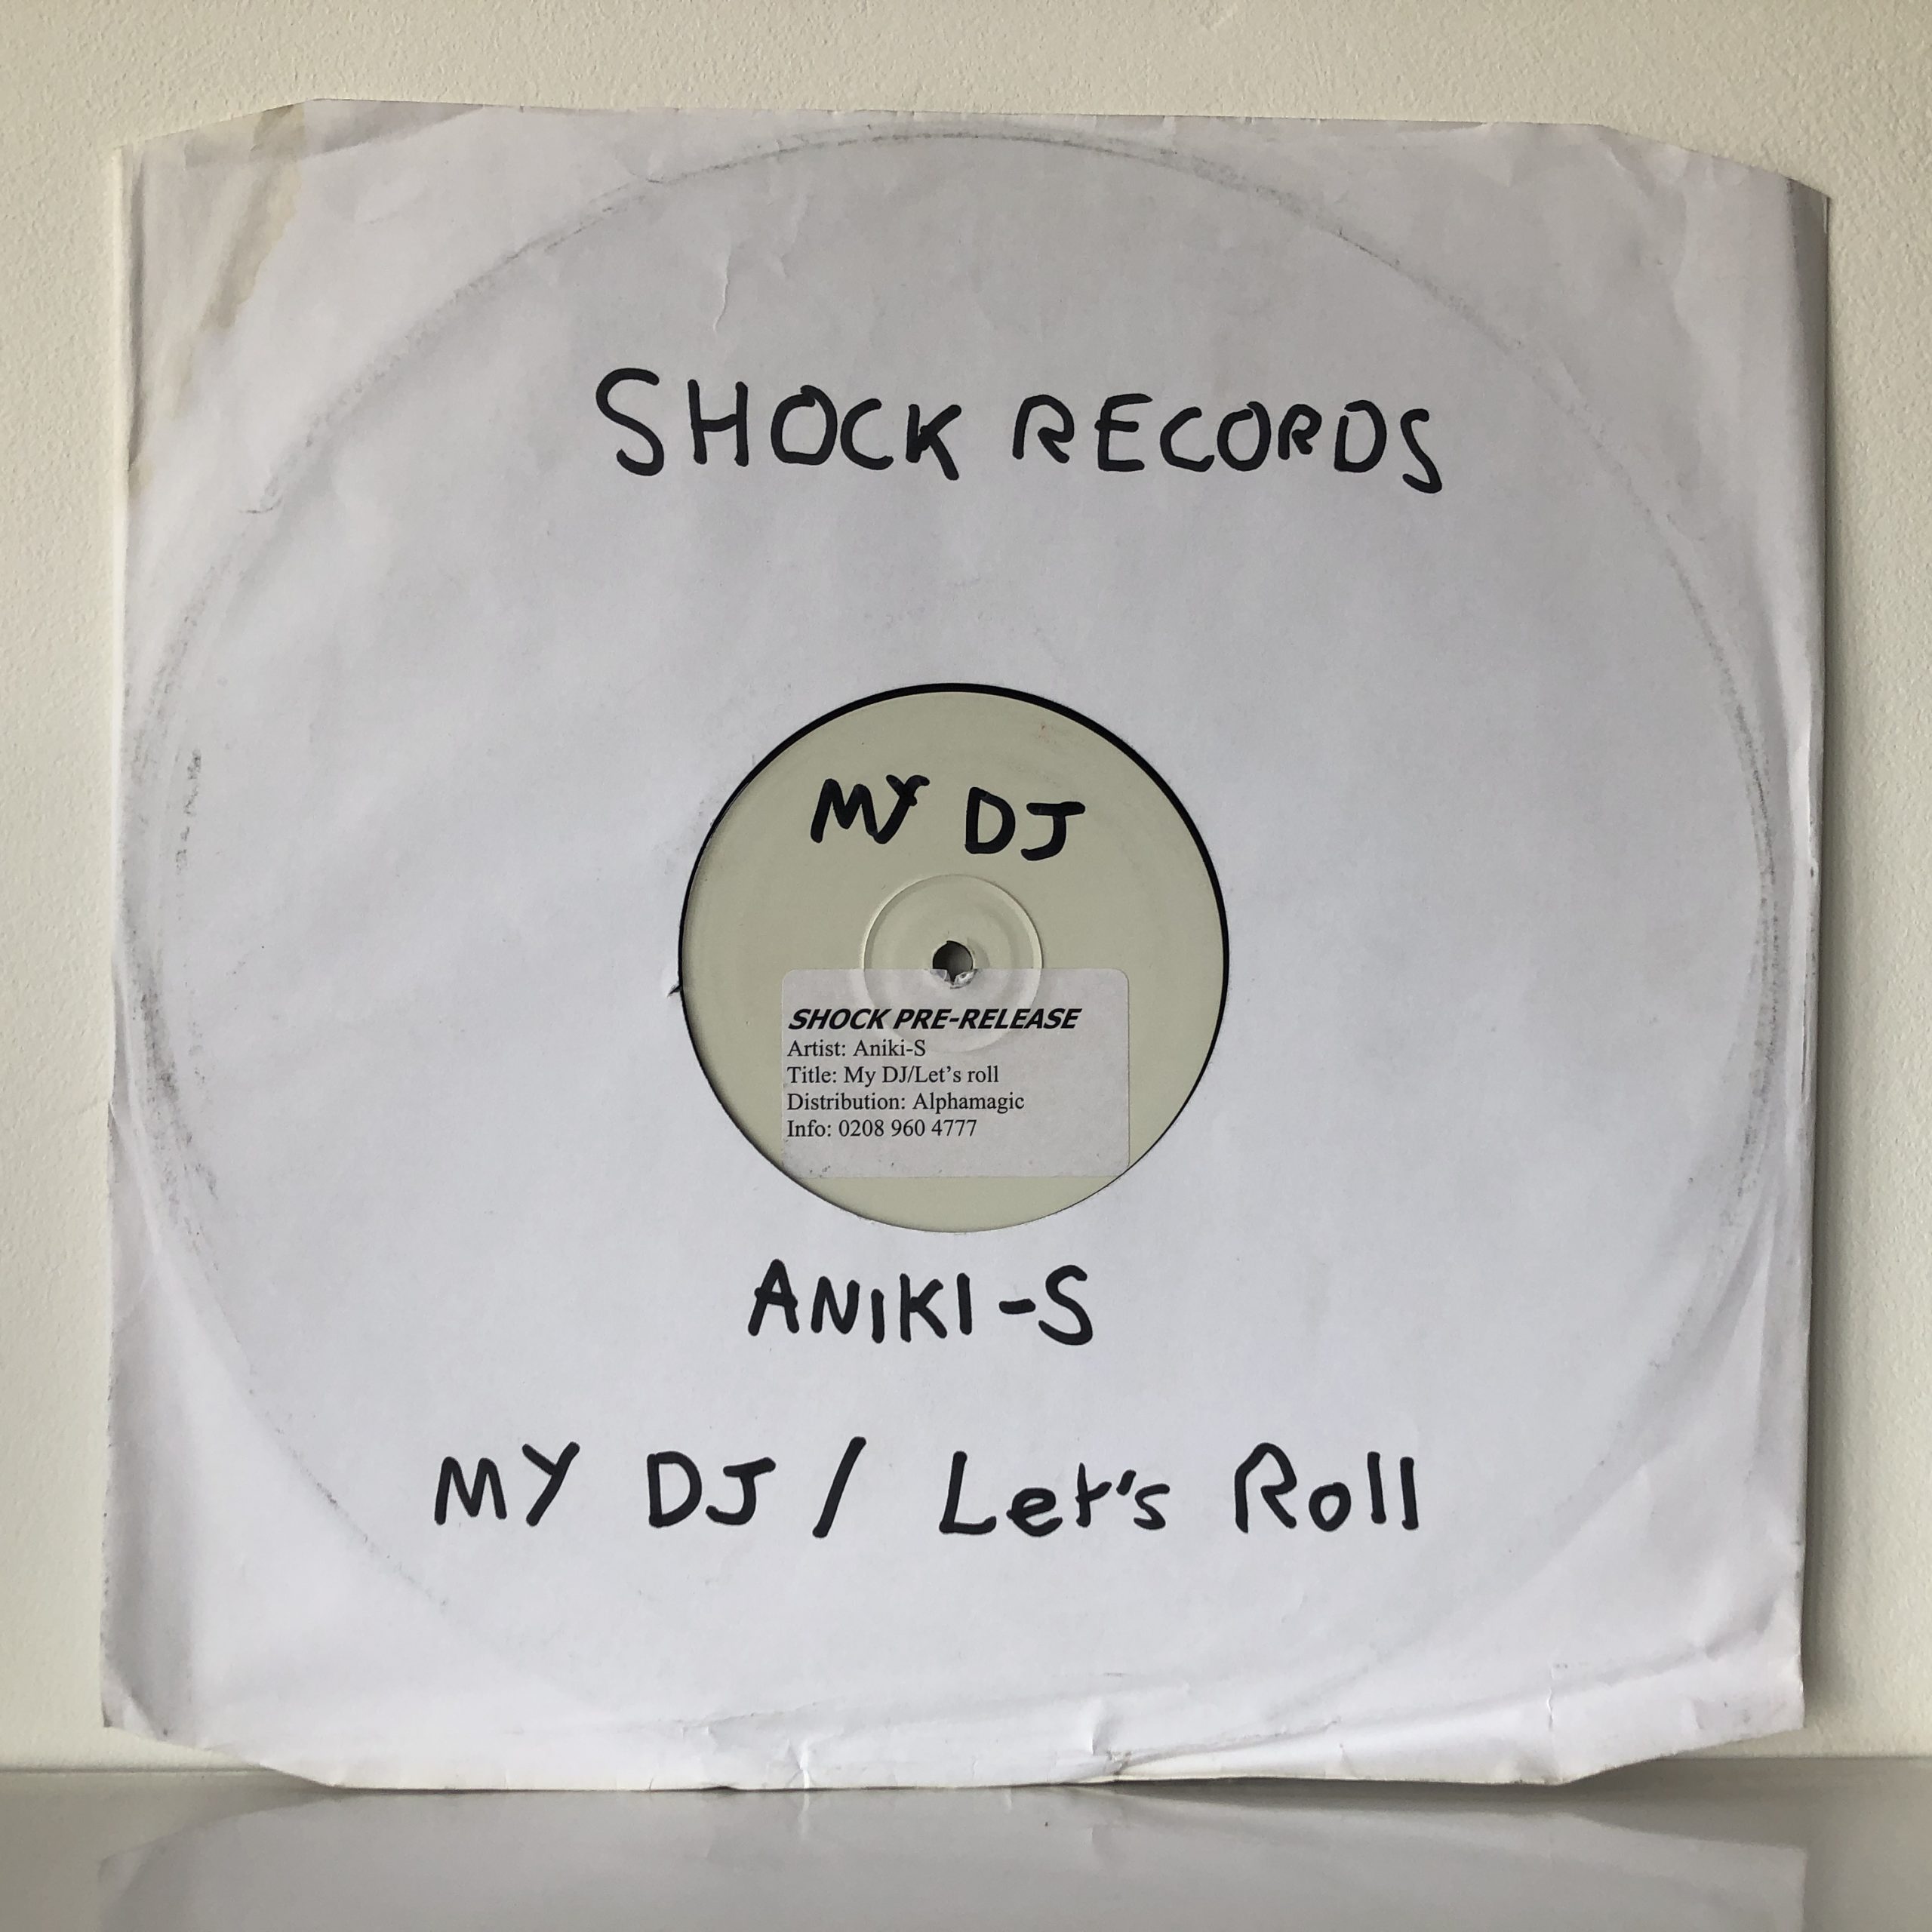 SHOCK RECORDS
MY DJ
SHOCK PRE-RELEASE
Artist: Aniki-S
Title: My DJ/Let's roll
Distribution: Alphamagic
Info: 0208 960 4777
ANIKI-S
MY DJ / Let's Roll